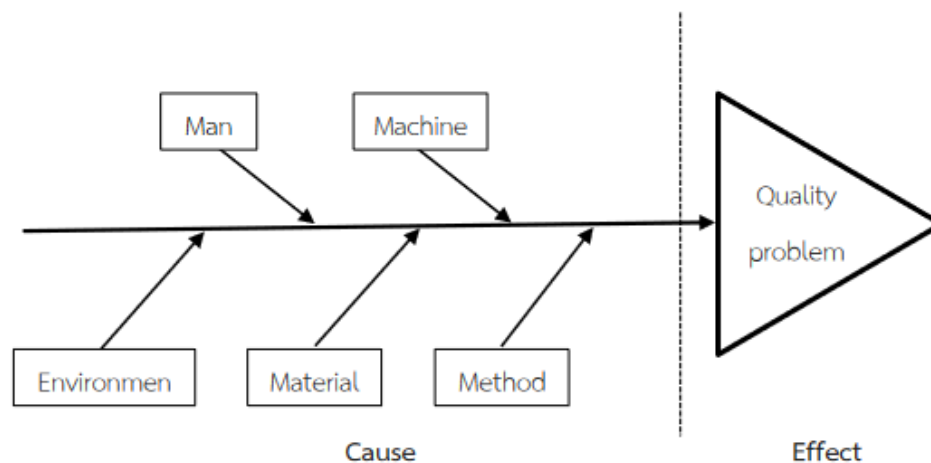 Man
Machine
Quality
problem
Environmen
Material
Method
Cause
Effect